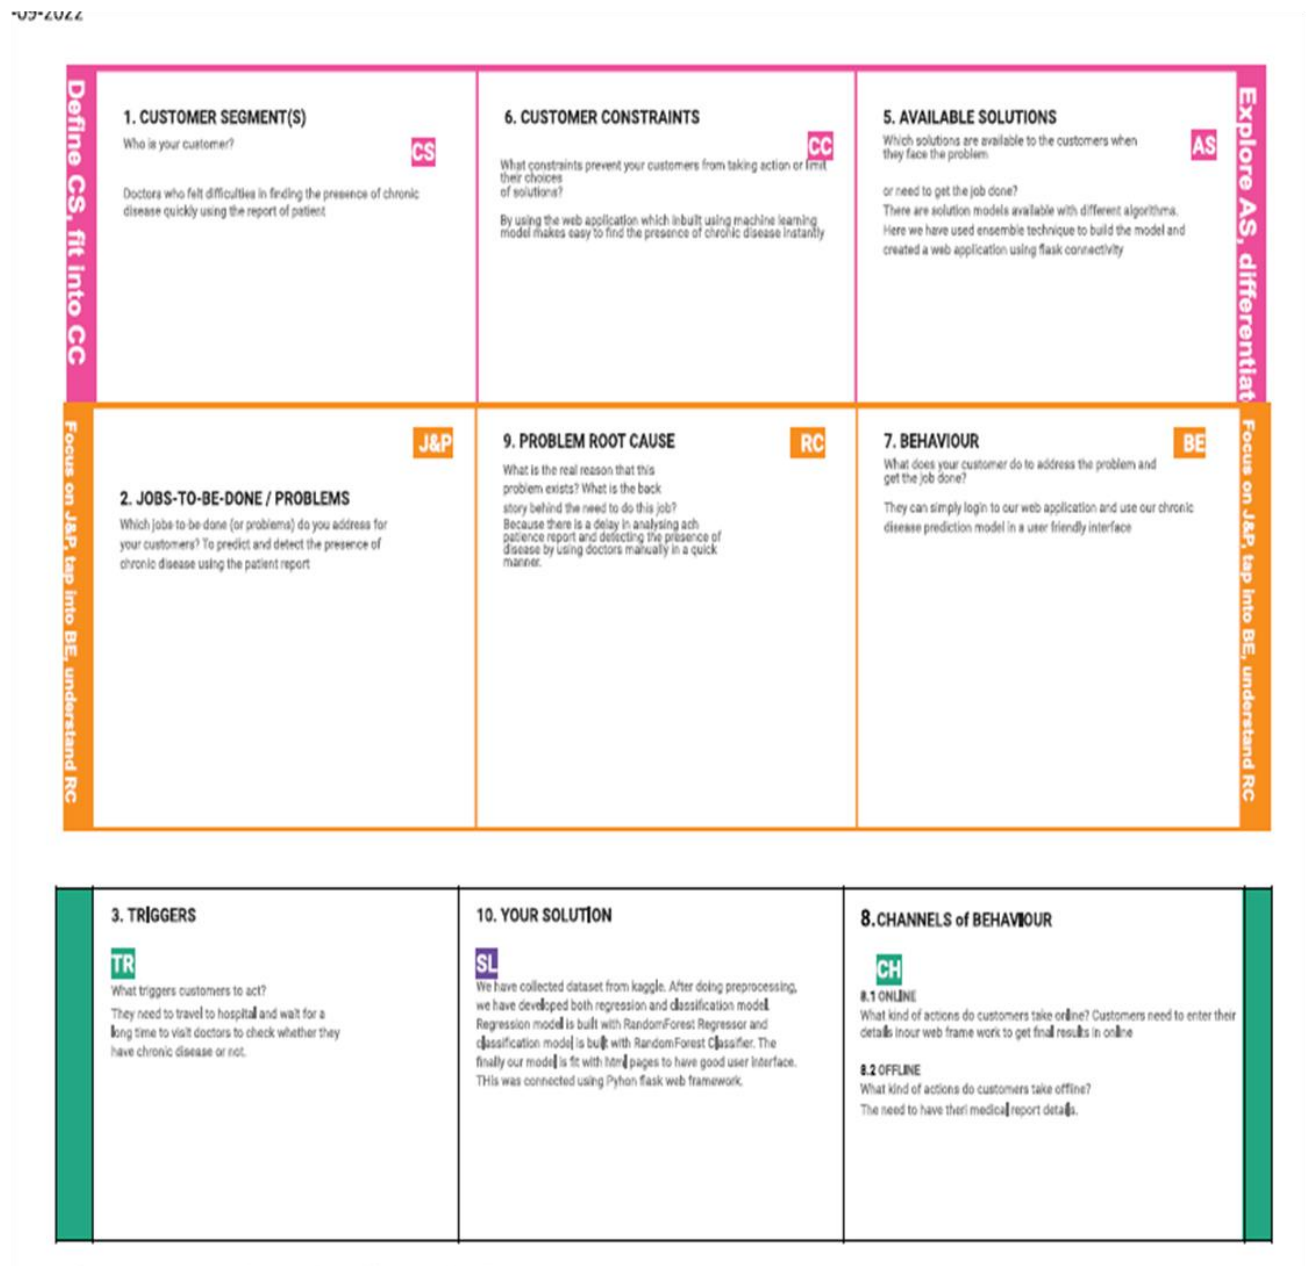 -09-2022
Define CS, fit into CC
1. CUSTOMER SEGMENT(S)
Who is your customer?
CS
Doctors who felt difficulties in finding the presence of chronic
disease quickly using the report of patient
6. CUSTOMER CONSTRAINTS
CC
What constraints prevent your customers from taking action or limit
their choices
of solutions?
By using the web application which inbuilt using machine learning
model makes easy to find the presence of chronic disease instantly
5. AVAILABLE SOLUTIONS
Which solutions are available to the customers when
they face the problem
AS
or need to get the job done?
There are solution models available with different algorithms.
Here we have used ensemble technique to build the model and
created a web application using flask connectivity
Explore AS, differentiat
Focus on J&P, tap into BE, understand RC
J&P
2. JOBS-TO-BE-DONE / PROBLEMS
Which jobs-to-be-done (or problems) do you address for
your customers? To predict and detect the presence of
chronic disease using the patient report
9. PROBLEM ROOT CAUSE
RC
What is the real reason that this
problem exists? What is the back
story behind the need to do this job?
Because there is a delay in analysing ach
patience report and detecting the presence of
disease by using doctors manually in a quick
manner.
7. BEHAVIOUR
BE
What does your customer do to address the problem and
get the job done?
They can simply login to our web application and use our chronic
disease prediction model in a user friendly interface
Focus on J&P, tap into BE, understand RC
3. TRIGGERS
TR
What triggers customers to act?
They need to travel to hospital and wait for a
long time to visit doctors to check whether they
have chronic disease or not.
10. YOUR SOLUTION
SL
We have collected dataset from kaggle. After doing preprocessing,
we have developed both regression and classification model.
Regression model is built with RandomForest Regressor and
classification model is built with RandomForest Classifier. The
finally our model is fit with html pages to have good user interface.
THis was connected using Pyhon flask web framework.
8.CHANNELS of BEHAVIOUR
CH
8.1 ONLINE
What kind of actions do customers take online? Customers need to enter their
details inour web frame work to get final results in online
8.2 OFFLINE
What kind of actions do customers take offline?
The need to have theri medical report details.